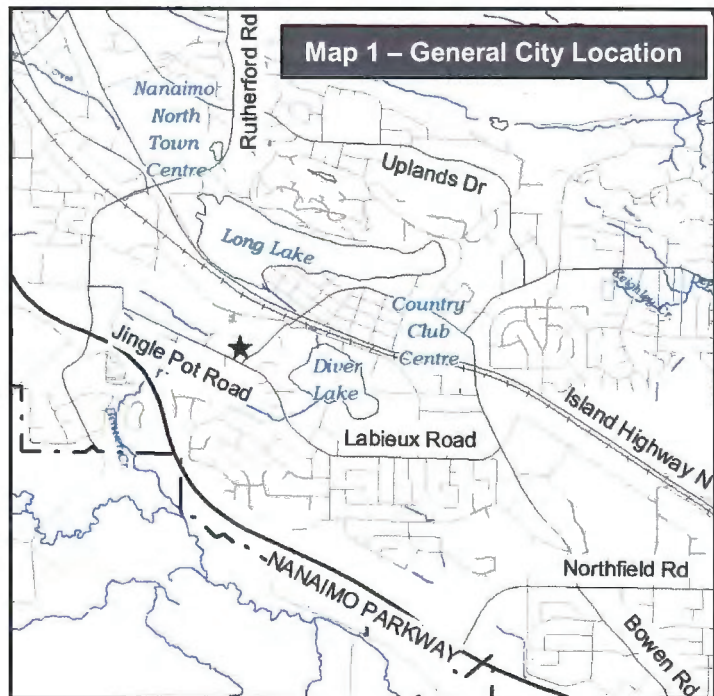 Map 1 – General City Location
Rutherford Rd
Nanaimo
North
Town
Centre
Uplands Dr
Long Lake
Country
Club
Centre
Jingle Pot Road
Diver
Lake
Labieux Road
Island Highway N
NANAIMO PARKWAY
Northfield Rd
Bowen Rd